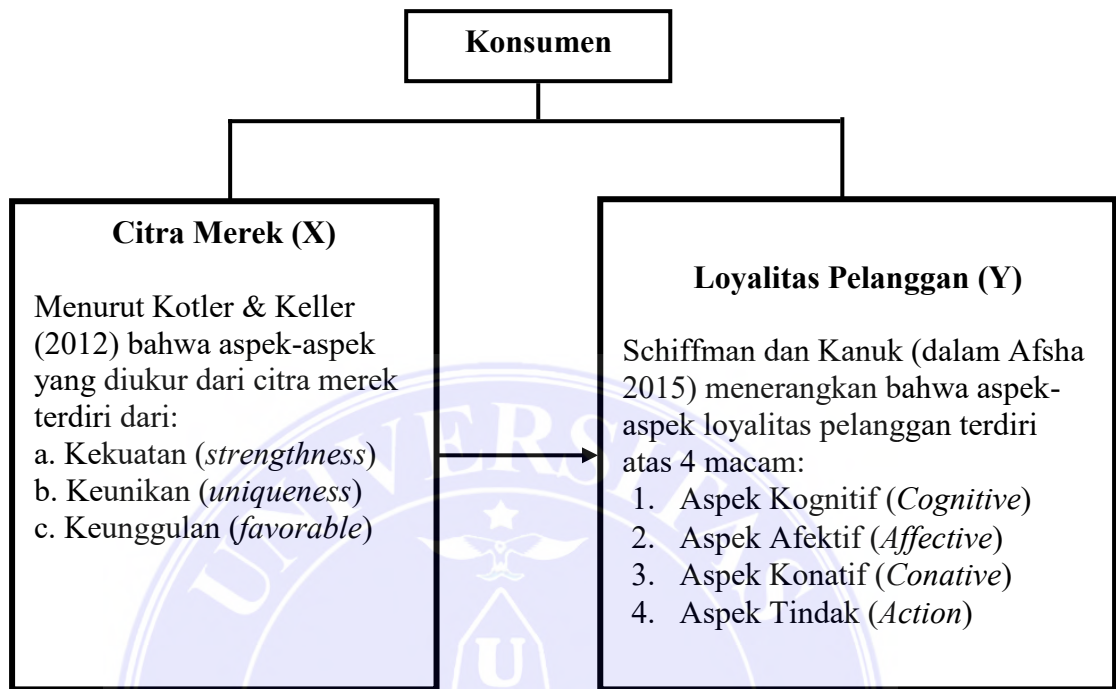 Konsumen
Citra Merek (X)
Menurut Kotler & Keller
(2012) bahwa aspek-aspek
yang diukur dari citra merek
terdiri dari:
a. Kekuatan (strengthness)
b. Keunikan (uniqueness)
c. Keunggulan (favorable)
Loyalitas Pelanggan (Y)
Schiffman dan Kanuk (dalam Afsha
2015) menerangkan bahwa aspek-
aspek loyalitas pelanggan terdiri
atas 4 macam:
1. Aspek Kognitif (Cognitive)
2. Aspek Afektif (Affective)
3. Aspek Konatif (Conative)
4. Aspek Tindak (Action)
UNIVERSITAS
U